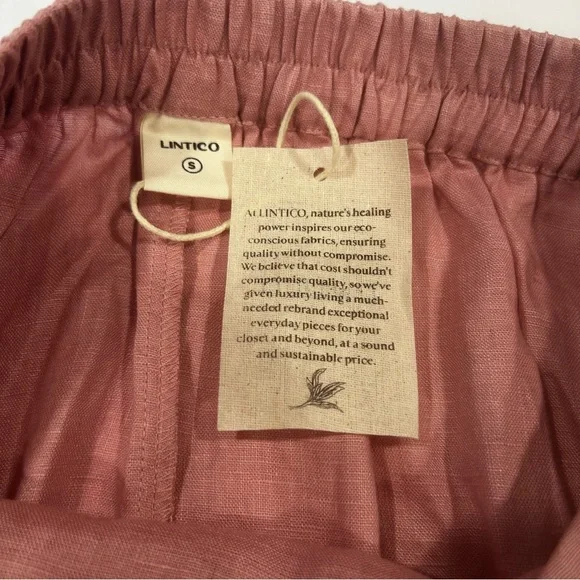 LINTICO
S
At LINTICO, nature's healing
power inspires our eco-
conscious fabrics, ensuring
quality without compromise.
We believe that cost shouldn't
compromise quality, so we've
given luxury living a much-
needed rebrand exceptional
everyday pieces for your
closet and beyond, at a sound
and sustainable price.